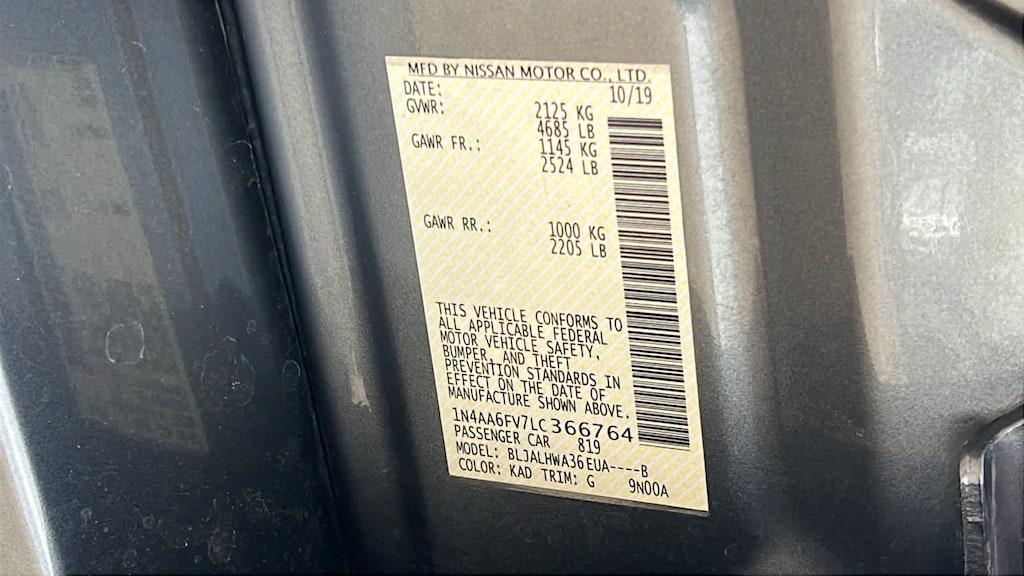 MFD BY NISSAN MOTOR CO., LTD.
DATE: 10/19
GVWR: 2125 KG
4685 LB
GAWR FR.: 1145 KG
2524 LB
GAWR RR.: 1000 KG
2205 LB
THIS VEHICLE CONFORMS TO
ALL APPLICABLE FEDERAL
MOTOR VEHICLE SAFETY,
BUMPER, AND THEFT
PREVENTION STANDARDS IN
EFFECT ON THE DATE OF
MANUFACTURE SHOWN ABOVE.
1N4AA6FV7LC366764
PASSENGER CAR 819
MODEL: BLJALHWA36EUA----B
COLOR: KAD TRIM: G 9N00A